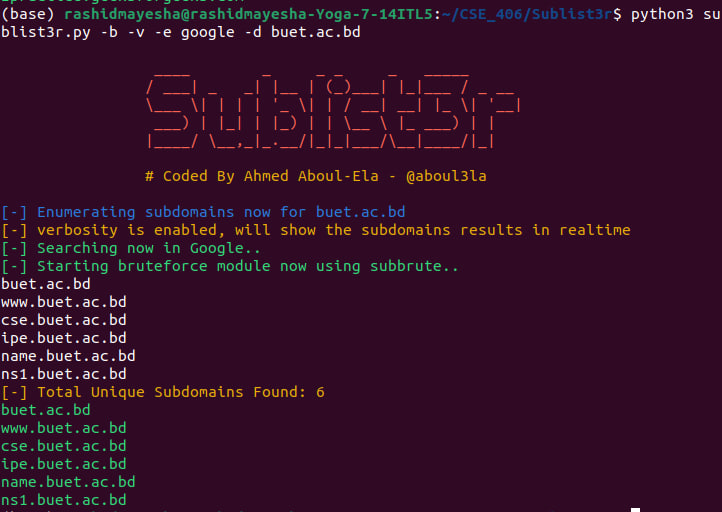 (base) rashidmayesha@rashidmayesha-Yoga-7-14ITL5:~/CSE_406/Sublist3r$ python3 su
blist3r.py -b -v -e google -d buet.ac.bd
                 ____        _     _ _     _   _____
                / ___| _   _| |__ | (_)___| |_|___ / _ __
                \___ \| | | | '_ \| | / __| __| |_ \| '__|
                 ___) | |_| | |_) | | \__ \ |_ ___) | |
                |____/ \__,_|_.__/|_|_|___/\__|____/|_|
# Coded By Ahmed Aboul-Ela - @aboul3la
[-] Enumerating subdomains now for buet.ac.bd
[-] verbosity is enabled, will show the subdomains results in realtime
[-] Searching now in Google..
[-] Starting bruteforce module now using subbrute..
buet.ac.bd
www.buet.ac.bd
cse.buet.ac.bd
ipe.buet.ac.bd
name.buet.ac.bd
ns1.buet.ac.bd
[-] Total Unique Subdomains Found: 6
buet.ac.bd
www.buet.ac.bd
cse.buet.ac.bd
ipe.buet.ac.bd
name.buet.ac.bd
ns1.buet.ac.bd